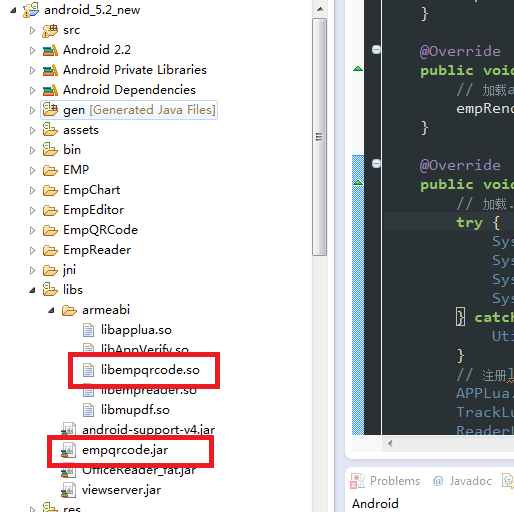 android_5.2_new
src
Android 2.2
Android Private Libraries
Android Dependencies
gen [Generated Java Files]
assets
bin
EMP
EmpChart
EmpEditor
EmpQRCode
EmpReader
jni
libs
armeabi
libapplua.so
libAppVerify.so
libempqrcode.so
libempreader.so
libmupdf.so
android-support-v4.jar
empqrcode.jar
OfficeReader_fat.jar
viewserver.jar
res
}
@Override
public voi
// 加载a
empRen
}
@Override
public voi
// 加载.
try {
Sys
Sys
Sys
Sys
} catch
Uti
}
// 注册
APPLua.
TrackLu
Reader
Problems @ Javadoc
Android